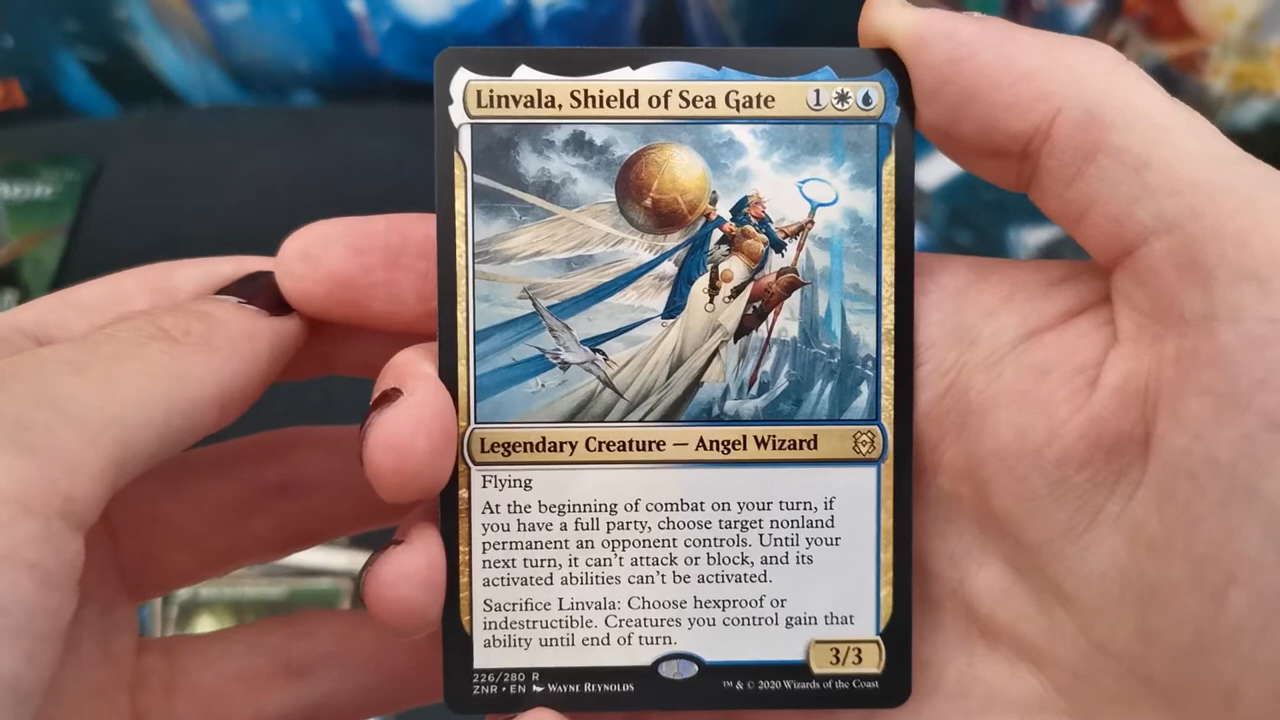 Linvala, Shield of Sea Gate 1
Legendary Creature — Angel Wizard
Flying
At the beginning of combat on your turn, if
you have a full party, choose target nonland
permanent an opponent controls. Until your
next turn, it can't attack or block, and its
activated abilities can't be activated.
Sacrifice Linvala: Choose hexproof or
indestructible. Creatures you control gain that
ability until end of turn.
3/3
226/280 R
ZNR • EN Wayne Reynolds
™ & © 2020 Wizards of the Coast